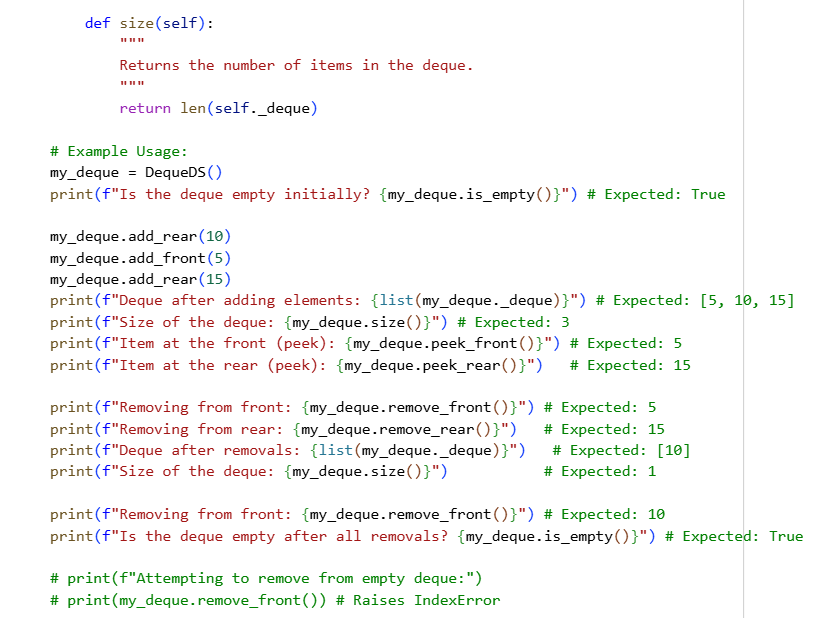 def size(self):
"""
Returns the number of items in the deque.
"""
return len(self._deque)
# Example Usage:
my_deque = DequeDS()
print(f"Is the deque empty initially? {my_deque.is_empty()}") # Expected: True
my_deque.add_rear(10)
my_deque.add_front(5)
my_deque.add_rear(15)
print(f"Deque after adding elements: {list(my_deque._deque)}") # Expected: [5, 10, 15]
print(f"Size of the deque: {my_deque.size()}") # Expected: 3
print(f"Item at the front (peek): {my_deque.peek_front()}") # Expected: 5
print(f"Item at the rear (peek): {my_deque.peek_rear()}")   # Expected: 15
print(f"Removing from front: {my_deque.remove_front()}") # Expected: 5
print(f"Removing from rear: {my_deque.remove_rear()}")   # Expected: 15
print(f"Deque after removals: {list(my_deque._deque)}")   # Expected: [10]
print(f"Size of the deque: {my_deque.size()}")           # Expected: 1
print(f"Removing from front: {my_deque.remove_front()}") # Expected: 10
print(f"Is the deque empty after all removals? {my_deque.is_empty()}") # Expected: True
# print(f"Attempting to remove from empty deque:")
# print(my_deque.remove_front()) # Raises IndexError